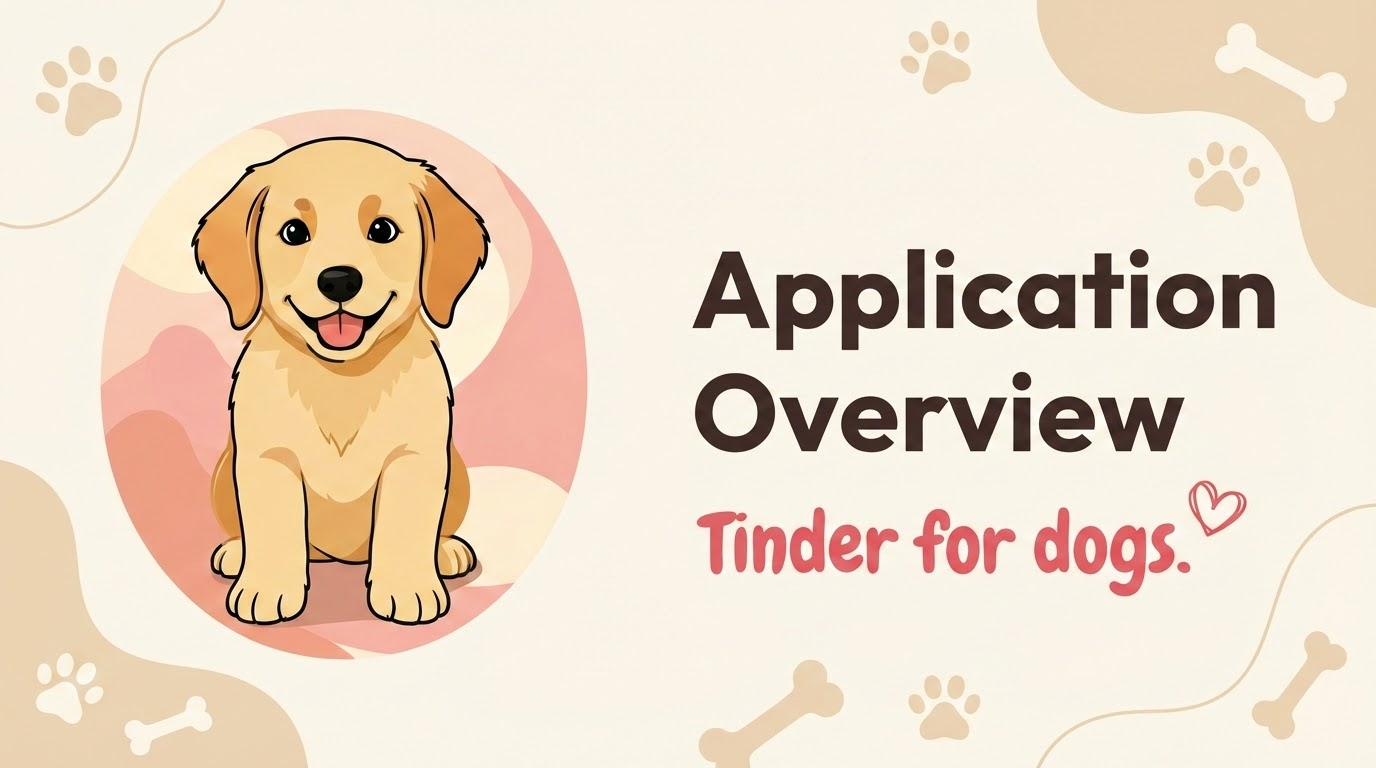 Application
Overview
Tinder for dogs.